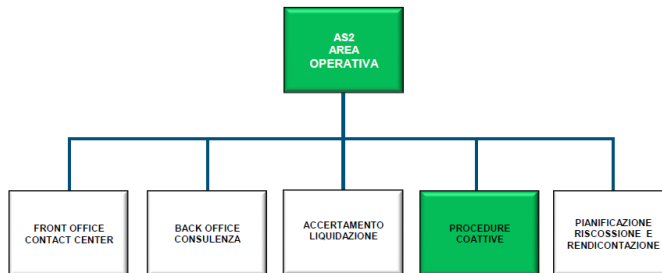 AS2
AREA
OPERATIVA
FRONT OFFICE
CONTACT CENTER
BACK OFFICE
CONSULENZA
ACCERTAMENTO
LIQUIDAZIONE
PROCEDURE
COATTIVE
PIANIFICAZIONE
RISCOSSIONE E
RENDICONTAZIONE